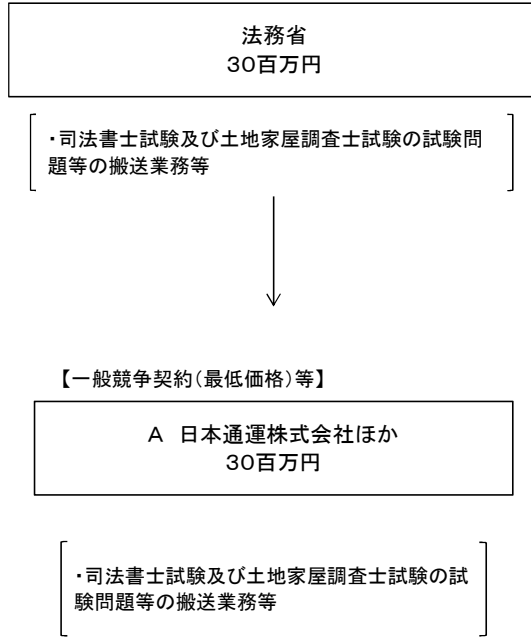 法務省
30百万円
・司法書士試験及び土地家屋調査士試験の試験問
題等の搬送業務等
【一般競争契約(最低価格)等】
A　日本通運株式会社ほか
30百万円
・司法書士試験及び土地家屋調査士試験の試
験問題等の搬送業務等